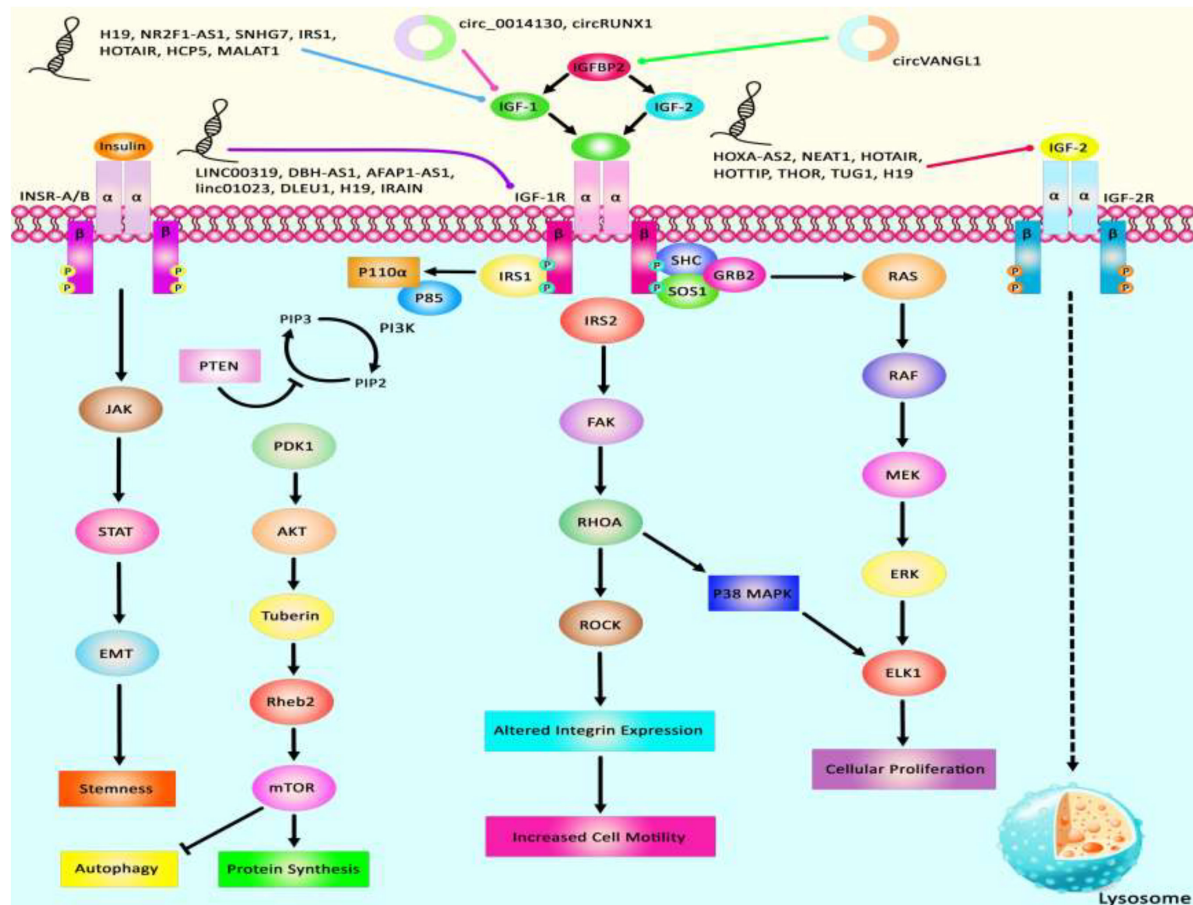 H19, NR2F1-AS1, SNHG7, IRS1,
HOTAIR, HCP5, MALAT1
circ_0014130, circRUNX1
circVANGL1
IGFBP2
IGF-1
IGF-2
Insulin
LINC00319, DBH-AS1, AFAP1-AS1,
linc01023, DLEU1, H19, IRAIN
HOXA-AS2, NEAT1, HOTAIR,
HOTTIP, THOR, TUG1, H19
IGF-2
INSR-A/B
α α
IGF-1R
α α
α α
IGF-2R
β β
β β
β β
P P
P P
P P
P P
P P
P P
P110α
P85
IRS1
SHC
GRB2
SOS1
RAS
PI3K
PIP3
PIP2
PTEN
IRS2
RAF
JAK
FAK
PDK1
MEK
STAT
AKT
RHOA
ERK
P38 MAPK
Tuberin
ROCK
EMT
ELK1
Rheb2
Altered Integrin Expression
Cellular Proliferation
Stemness
mTOR
Increased Cell Motility
Autophagy
Protein Synthesis
Lysosome